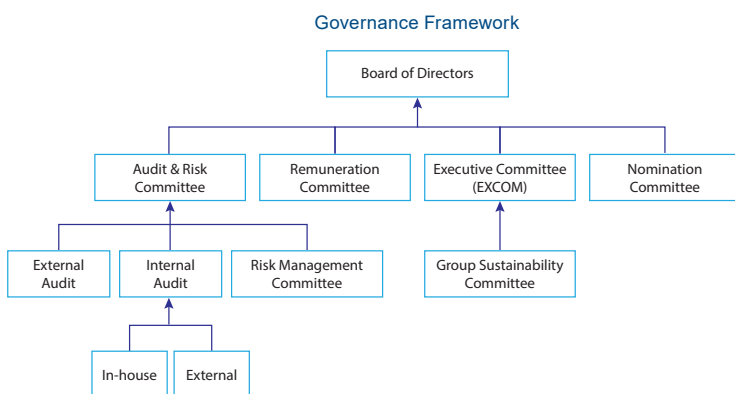 Governance Framework
Board of Directors
Audit & Risk
Committee
Remuneration
Committee
Executive Committee
(EXCOM)
Nomination
Committee
External
Audit
Internal
Audit
Risk Management
Committee
Group Sustainability
Committee
In-house
External